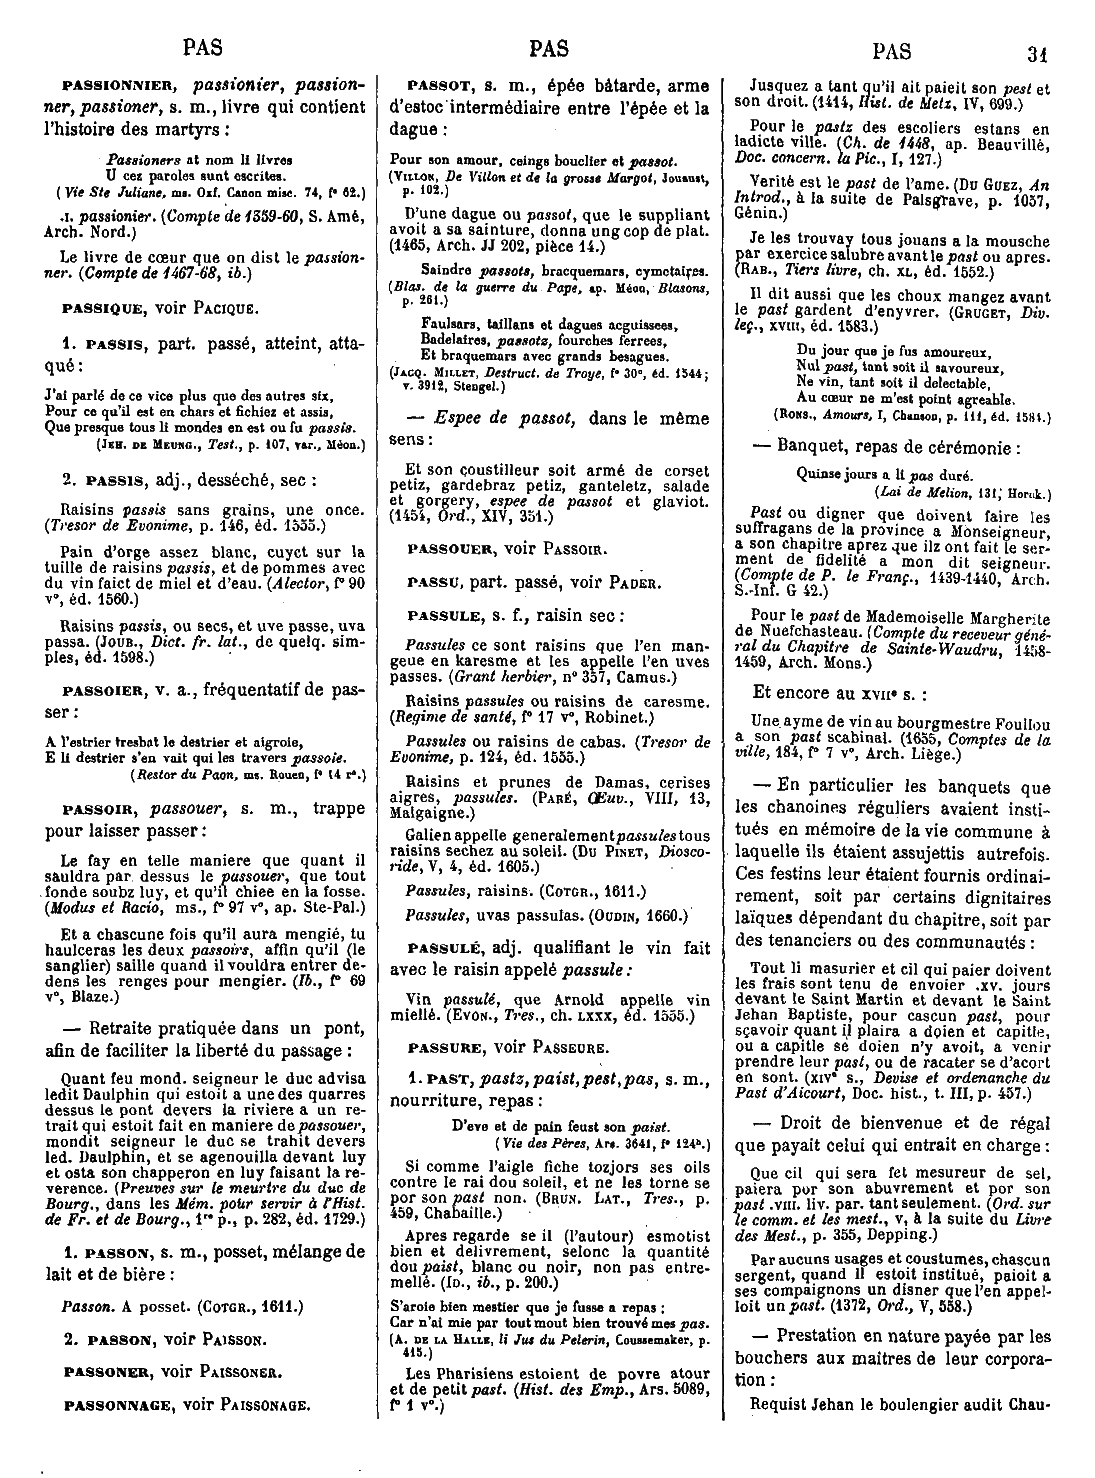 PAS
PAS
PAS
31
PASSIONNIER, passionier, passion-
ner, passioner, s. m., livre qui contient
l'histoire des martyrs :
Passioners at nom li livres
U cez paroles sunt escrites.
(Vie Ste Juliane, ms. Oxf. Canon misc. 74, f° 62.)
.I. passionier. (Compte de 1359-60, S. Amé,
Arch. Nord.)
Le livre de cœur que on dist le passion-
ner. (Compte de 1467-68, ib.)
PASSIQUE, voir PACIQUE.
1. PASSIS, part. passé, atteint, atta-
qué :
J'ai parlé de ce vice plus que des autres six,
Pour ce qu'il est en chars et fichiez et assis,
Que presque tous li mondes en est ou fu passis.
(JEH. DE MEUNG., Test., p. 107, var., Méon.)
2. PASSIS, adj., desséché, sec :
Raisins passis sans grains, une once.
(Tresor de Evonime, p. 146, éd. 1555.)
Pain d'orge assez blanc, cuyct sur la
tuille de raisins passis, et de pommes avec
du vin faict de miel et d'eau. (Alector, f° 90
v°, éd. 1560.)
Raisins passis, ou secs, et uve passe, uva
passa. (JOUB., Dict. fr. lat., de quelq. sim-
ples, éd. 1598.)
PASSOIER, v. a., fréquentatif de pas-
ser :
A l'estrier tresbat le destrier et aigroie,
E li destrier s'en vait qui les travers passoie.
(Restor du Paon, ms. Rouen, f° 14 r°.)
PASSOIR, passouer, s. m., trappe
pour laisser passer :
Le fay en telle maniere que quant il
sauldra par dessus le passouer, que tout
fonde soubz luy, et qu'il chiee en la fosse.
(Modus et Racio, ms., f° 97 v°, ap. Ste-Pal.)
Et a chascune fois qu'il aura mengié, tu
haulceras les deux passoirs, affin qu'il (le
sanglier) saille quand il vouldra entrer de-
dens les renges pour mengier. (Ib., f° 69
v°, Blaze.)
— Retraite pratiquée dans un pont,
afin de faciliter la liberté du passage :
Quant feu mond. seigneur le duc advisa
ledit Daulphin qui estoit a une des quarres
dessus le pont devers la riviere a un re-
trait qui estoit fait en maniere de passouer,
mondit seigneur le duc se trahit devers
led. Daulphin, et se agenouilla devant luy
et osta son chapperon en luy faisant la re-
verence. (Preuves sur le meurtre du duc de
Bourg., dans les Mém. pour servir à l'Hist.
de Fr. et de Bourg., 1re p., p. 282, éd. 1729.)
1. PASSON, s. m., posset, mélange de
lait et de bière :
Passon. A posset. (COTGR., 1611.)
2. PASSON, voir PAISSON.
PASSONER, voir PAISSONER.
PASSONNAGE, voir PAISSONAGE.
PASSOT, s. m., épée bâtarde, arme
d'estoc intermédiaire entre l'épée et la
dague :
Pour son amour, ceings bouclier et passot.
(VILLON, De Villon et de la grosse Margot, Jouaust,
p. 102.)
D'une dague ou passot, que le suppliant
avoit a sa sainture, donna ung cop de plat.
(1465, Arch. JJ 202, pièce 14.)
Saindre passots, bracquemars, cymetaires.
(Blas. de la guerre du Pape, ap. Méon, Blasons,
p. 261.)
Faulsars, taillans et dagues acguissees,
Badelaires, passotz, fourches ferrees,
Et braquemars avec grands besagues.
(JACQ. MILLET, Destruct. de Troye, f° 30°, éd. 1544;
v. 3912, Stengel.)
— Espee de passot, dans le même
sens :
Et son coustilleur soit armé de corset
petiz, gardebraz petiz, ganteletz, salade
et gorgery, espee de passot et glaviot.
(1454, Ord., XIV, 351.)
PASSOUER, voir PASSOIR.
PASSU, part. passé, voir PADER.
PASSULE, s. f., raisin sec :
Passules ce sont raisins que l'en man-
geue en karesme et les appelle l'en uves
passes. (Grant herbier, n° 357, Camus.)
Raisins passules ou raisins de caresme.
(Regime de santé, f° 17 v°, Robinet.)
Passules ou raisins de cabas. (Tresor de
Evonime, p. 124, éd. 1555.)
Raisins et prunes de Damas, cerises
aigres, passules. (PARÉ, Œuv., VIII, 13,
Malgaigne.)
Galien appelle generalement passules tous
raisins sechez au soleil. (DU PINET, Diosco-
ride, V, 4, éd. 1605.)
Passules, raisins. (COTGR., 1611.)
Passules, uvas passulas. (OUDIN, 1660.)
PASSULÉ, adj. qualifiant le vin fait
avec le raisin appelé passule :
Vin passulé, que Arnold appelle vin
miellé. (EVON., Tres., ch. LXXX, éd. 1555.)
PASSURE, voir PASSEURE.
1. PAST, pastz, paist, pest, pas, s. m.,
nourriture, repas :
D'eve et de pain feust son paist.
(Vie des Pères, Ars. 3641, f° 124b.)
Si comme l'aigle fiche tozjors ses oils
contre le rai dou soleil, et ne les torne se
por son past non. (BRUN. LAT., Tres., p.
459, Chabaille.)
Apres regarde se il (l'autour) esmotist
bien et delivrement, selonc la quantité
dou paist, blanc ou noir, non pas entre-
mellé. (ID., ib., p. 200.)
S'aroie bien mestier que je fusse a repas :
Car n'ai mie par tout mout bien trouvé mes pas.
(A. DE LA HALLE, li Jus du Pelerin, Coussemaker, p.
415.)
Les Pharisiens estoient de povre atour
et de petit past. (Hist. des Emp., Ars. 5089,
f° 1 v°.)
Jusquez a tant qu'il ait paieit son pest et
son droit. (1414, Hist. de Metz, IV, 699.)
Pour le pastz des escoliers estans en
ladicte ville. (Ch. de 1448, ap. Beauvillé,
Doc. concern. la Pic., I, 127.)
Verité est le past de l'ame. (DU GUEZ, An
Introd., à la suite de Palsgrave, p. 1057,
Génin.)
Je les trouvay tous jouans a la mousche
par exercice salubre avant le past ou apres.
(RAB., Tiers livre, ch. XL, éd. 1552.)
Il dit aussi que les choux mangez avant
le past gardent d'enyvrer. (GRUGET, Div.
leç., XVIII, éd. 1583.)
Du jour que je fus amoureux,
Nul past, tant soit il savoureux,
Ne vin, tant soit il delectable,
Au cœur ne m'est point agreable.
(RONS., Amours, I, Chanson, p. 111, éd. 1584.)
— Banquet, repas de cérémonie :
Quinse jours a li pas duré.
(Lai de Melion, 131, Horak.)
Past ou digner que doivent faire les
suffragans de la province a Monseigneur,
a son chapitre aprez que ilz ont fait le ser-
ment de fidelité a mon dit seigneur.
(Compte de P. le Franç., 1439-1440, Arch.
S.-Inf. G 42.)
Pour le past de Mademoiselle Margherite
de Nuefchasteau. (Compte du receveur géné-
ral du Chapitre de Sainte-Waudru, 1458-
1459, Arch. Mons.)
Et encore au XVIIe s. :
Une ayme de vin au bourgmestre Foullou
a son past scabinal. (1655, Comptes de la
ville, 184, f° 7 v°, Arch. Liège.)
— En particulier les banquets que
les chanoines réguliers avaient insti-
tués en mémoire de la vie commune à
laquelle ils étaient assujettis autrefois.
Ces festins leur étaient fournis ordinai-
rement, soit par certains dignitaires
laïques dépendant du chapitre, soit par
des tenanciers ou des communautés :
Tout li masurier et cil qui paier doivent
les frais sont tenu de envoier .xv. jours
devant le Saint Martin et devant le Saint
Jehan Baptiste, pour cascun past, pour
sçavoir quant il plaira a doien et capitle,
ou a capitle se doien n'y avoit, a venir
prendre leur past, ou de racater se d'acort
en sont. (XIVe s., Devise et ordenanche du
Past d'Aicourt, Doc. hist., t. III, p. 457.)
— Droit de bienvenue et de régal
que payait celui qui entrait en charge :
Que cil qui sera fet mesureur de sel,
paiera por son abuvrement et por son
past .VIII. liv. par. tant seulement. (Ord. sur
le comm. et les mest., V, à la suite du Livre
des Mest., p. 355, Depping.)
Par aucuns usages et coustumes, chascun
sergent, quand il estoit institué, paioit a
ses compaignons un disner que l'en appel-
loit un past. (1372, Ord., V, 558.)
— Prestation en nature payée par les
bouchers aux maîtres de leur corpora-
tion :
Requist Jehan le boulengier audit Chau-